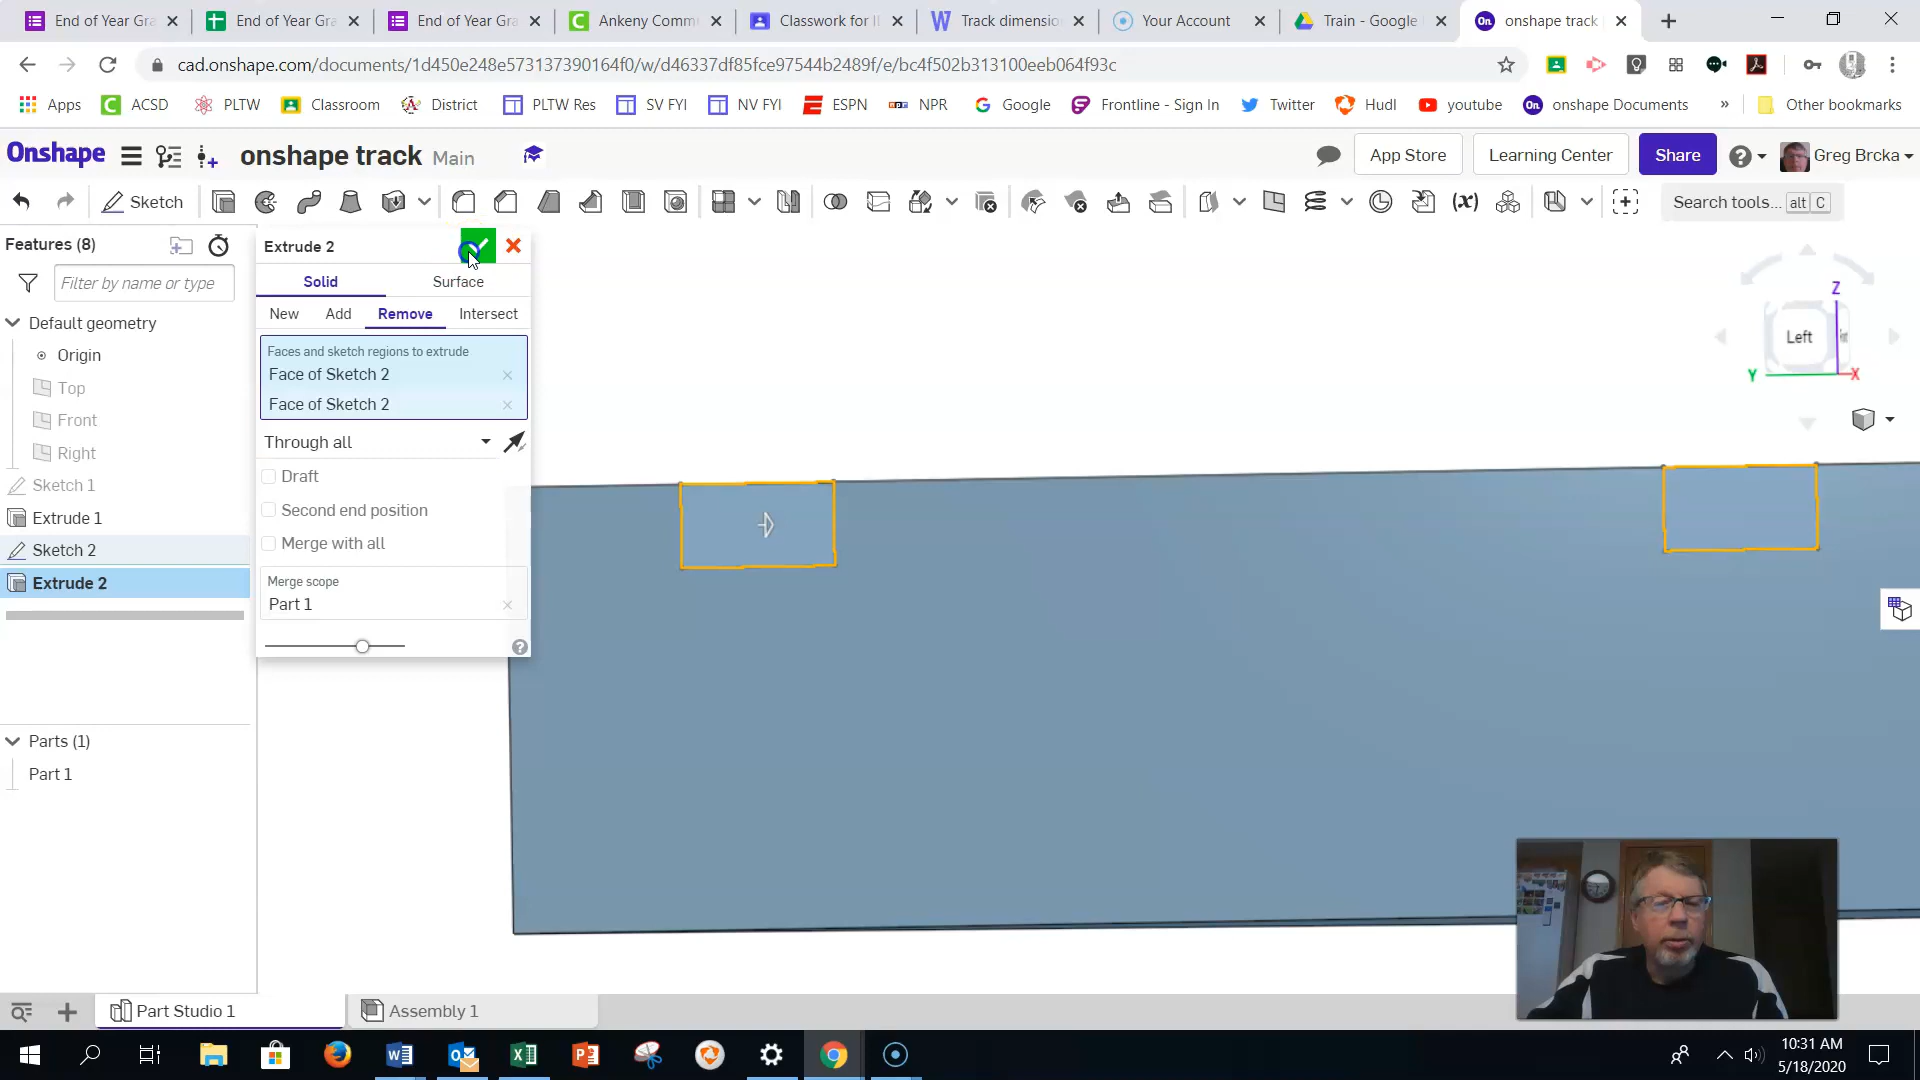 End of Year Gra
End of Year Gra
End of Year Gra
Ankeny Comm
Classwork for I
Track dimensio
Your Account
Train - Google
onshape track
cad.onshape.com/documents/1d450e248e573137390164f0/w/d46337df85fce97544b2489f/e/bc4f502b313100eeb064f93c
Apps
ACSD
PLTW
Classroom
District
PLTW Res
SV FYI
NV FYI
ESPN
NPR
Google
Frontline - Sign In
Twitter
Hudl
youtube
onshape Documents
»
Other bookmarks
Onshape
onshape track Main
App Store
Learning Center
Share
Greg Brcka
Sketch
Search tools... alt C
Features (8)
Filter by name or type
Default geometry
Origin
Top
Front
Right
Sketch 1
Extrude 1
Sketch 2
Extrude 2
Parts (1)
Part 1
Extrude 2
Solid
Surface
New
Add
Remove
Intersect
Faces and sketch regions to extrude
Face of Sketch 2
Face of Sketch 2
Through all
Draft
Second end position
Merge with all
Merge scope
Part 1
Z
Left
Y
X
Part Studio 1
Assembly 1
10:31 AM
5/18/2020